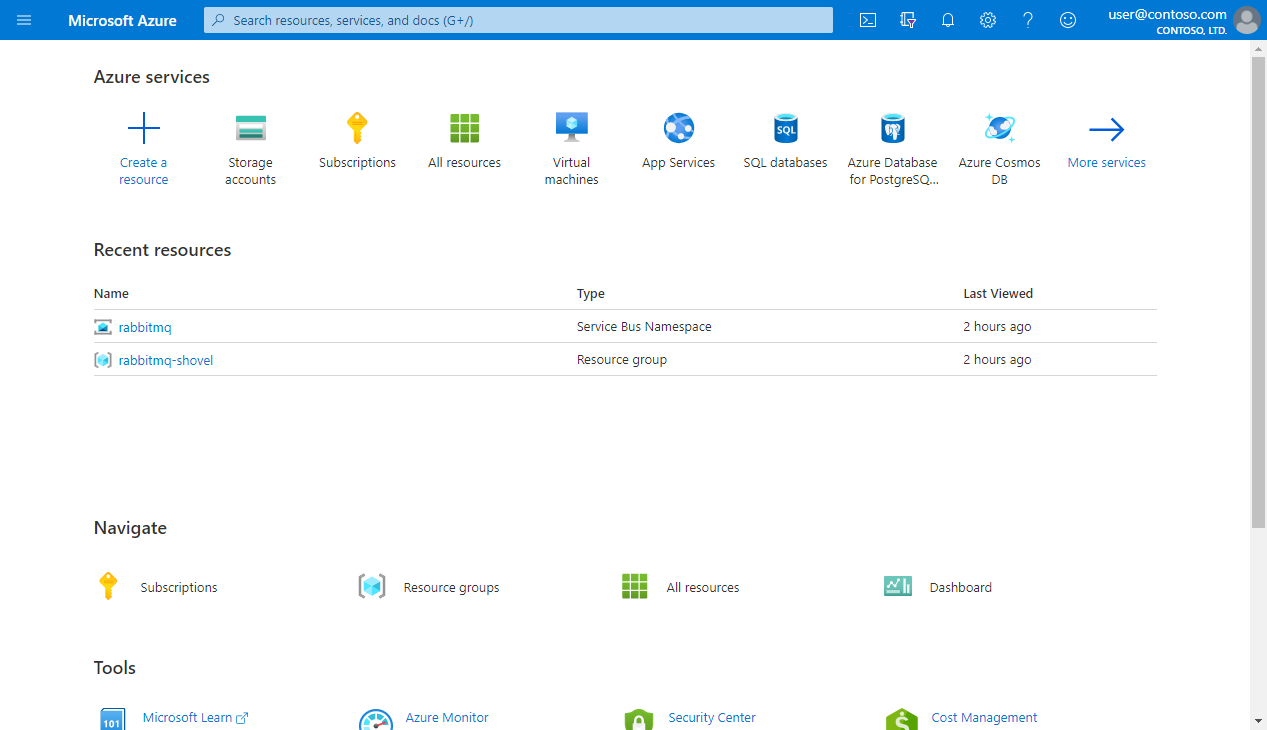 Microsoft Azure
Search resources, services, and docs (G+/)
user@contoso.com
CONTOSO, LTD.
Azure services
Create a
resource
Storage
accounts
Subscriptions
All resources
Virtual
machines
App Services
SQL
SQL databases
Azure Database
for PostgreSQ...
Azure Cosmos
DB
More services
Recent resources
Name Type Last Viewed
rabbitmq Service Bus Namespace 2 hours ago
rabbitmq-shovel Resource group 2 hours ago
Navigate
Subscriptions Resource groups All resources Dashboard
Tools
101 Microsoft Learn Azure Monitor Security Center $ Cost Management